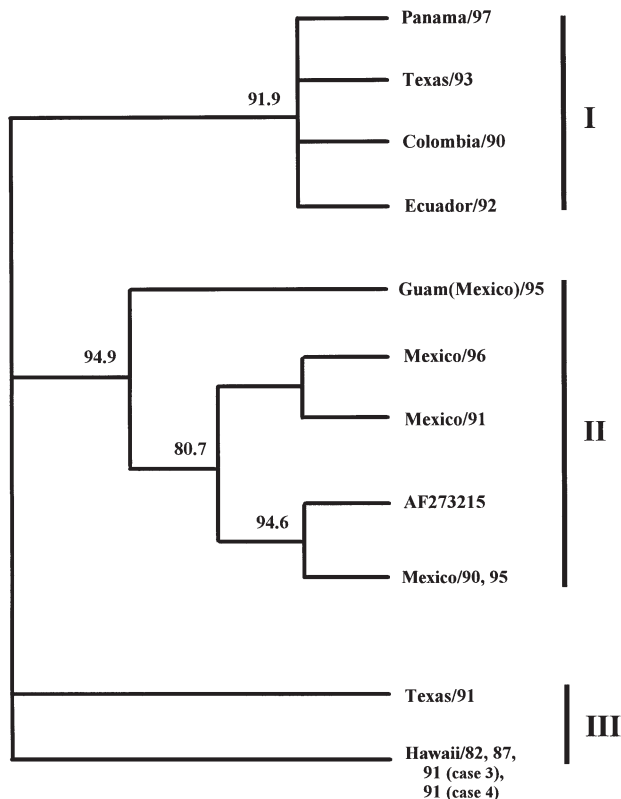 Panama/97
Texas/93
91.9
I
Colombia/90
Ecuador/92
Guam(Mexico)/95
94.9
Mexico/96
Mexico/91
II
80.7
AF273215
94.6
Mexico/90, 95
Texas/91
III
Hawaii/82, 87,
91 (case 3),
91 (case 4)